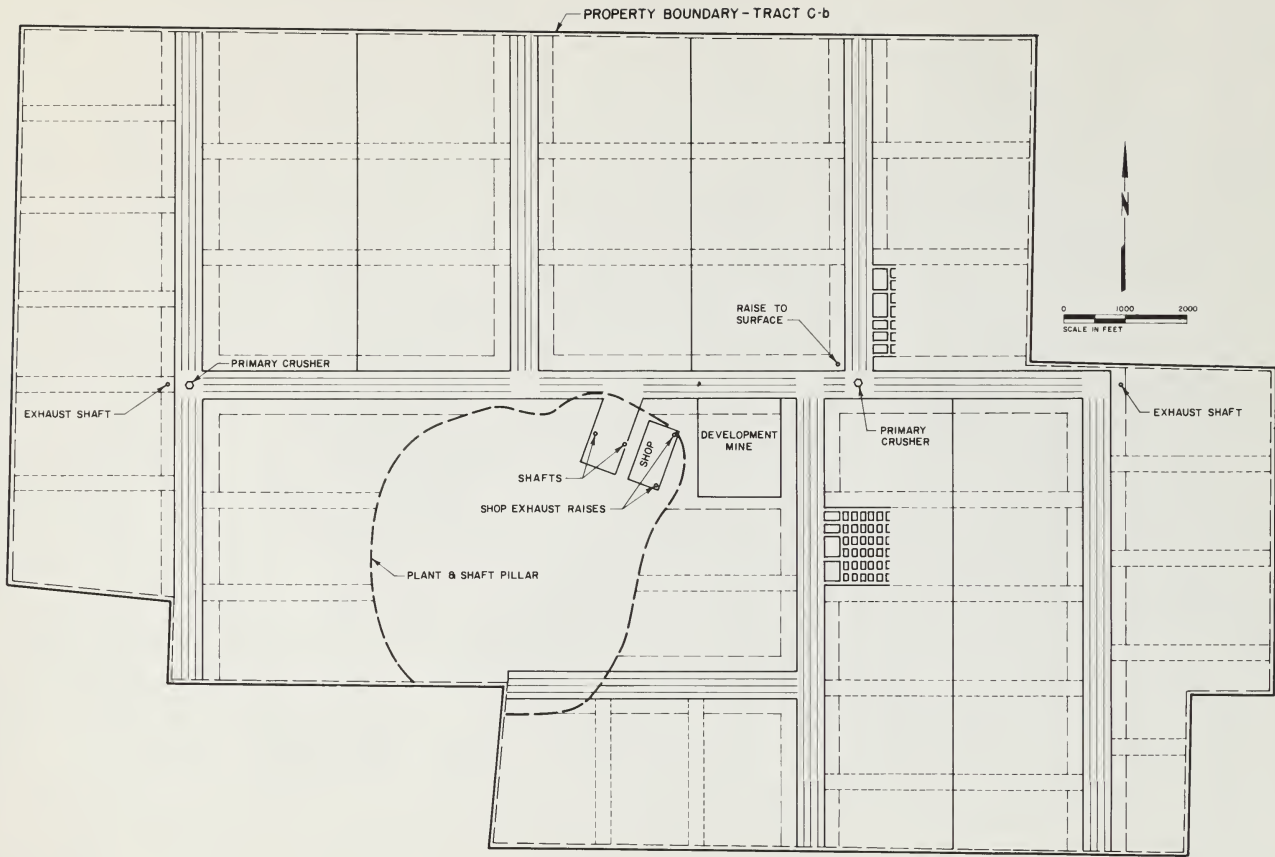 PROPERTY BOUNDARY - TRACT C-b
N
0 1000 2000
SCALE IN FEET
RAISE TO
SURFACE
PRIMARY CRUSHER
EXHAUST SHAFT
EXHAUST SHAFT
PRIMARY
CRUSHER
DEVELOPMENT
MINE
SHOP
SHAFTS
SHOP EXHAUST RAISES
PLANT & SHAFT PILLAR